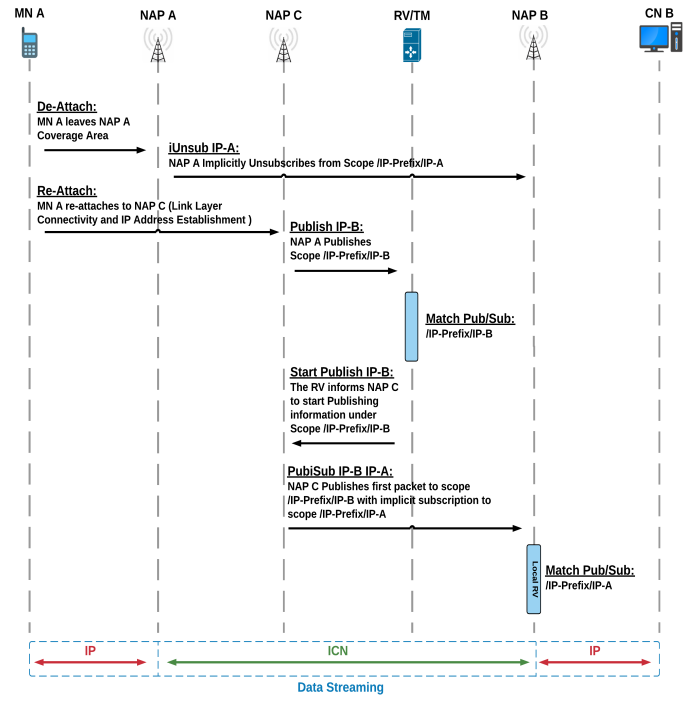 MN A NAP A NAP C RV/TM NAP B CN B
De-Attach:
MN A leaves NAP A
Coverage Area
iUnsub IP-A:
NAP A Implicitly Unsubscribes from Scope /IP-Prefix/IP-A
Re-Attach:
MN A re-attaches to NAP C (Link Layer
Connectivity and IP Address Establishment )
Publish IP-B:
NAP A Publishes
Scope /IP-Prefix/IP-B
Match Pub/Sub:
/IP-Prefix/IP-B
Start Publish IP-B:
The RV informs NAP C
to start Publishing
information under
Scope /IP-Prefix/IP-B
PubiSub IP-B IP-A:
NAP C Publishes first packet to scope
/IP-Prefix/IP-B with implicit subscription to
scope /IP-Prefix/IP-A
Local RV
Match Pub/Sub:
/IP-Prefix/IP-A
IP ICN IP
Data Streaming